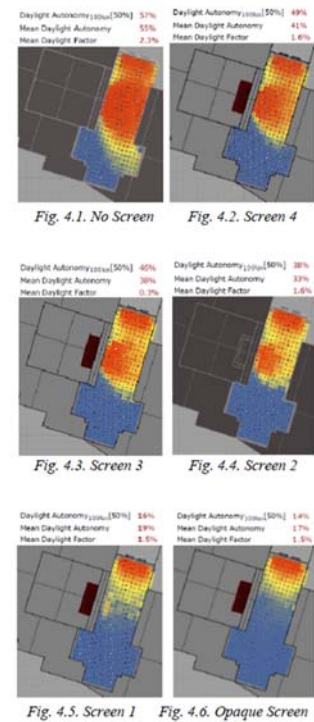 Daylight Autonomy100lux[50%] 57%
Mean Daylight Autonomy 55%
Mean Daylight Factor 2.3%
Fig. 4.1. No Screen
Daylight Autonomy100lux[50%] 49%
Mean Daylight Autonomy 41%
Mean Daylight Factor 1.6%
Fig. 4.2. Screen 4
Daylight Autonomy100lux[50%] 46%
Mean Daylight Autonomy 38%
Mean Daylight Factor 0.3%
Fig. 4.3. Screen 3
Daylight Autonomy100lux[50%] 38%
Mean Daylight Autonomy 33%
Mean Daylight Factor 1.6%
Fig. 4.4. Screen 2
Daylight Autonomy100lux[50%] 16%
Mean Daylight Autonomy 19%
Mean Daylight Factor 1.5%
Fig. 4.5. Screen 1
Daylight Autonomy100lux[50%] 14%
Mean Daylight Autonomy 17%
Mean Daylight Factor 1.5%
Fig. 4.6. Opaque Screen